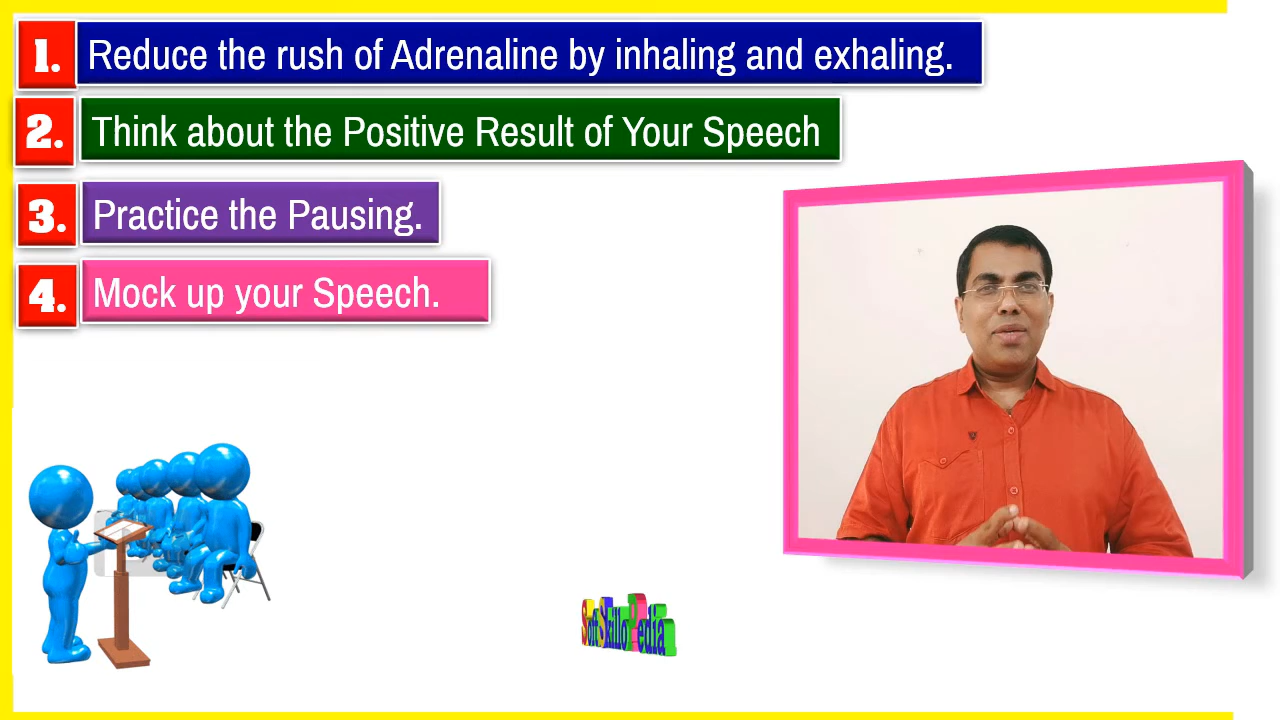 1. Reduce the rush of Adrenaline by inhaling and exhaling.
2. Think about the Positive Result of Your Speech
3. Practice the Pausing.
4. Mock up your Speech.
SoftSkilloPedia